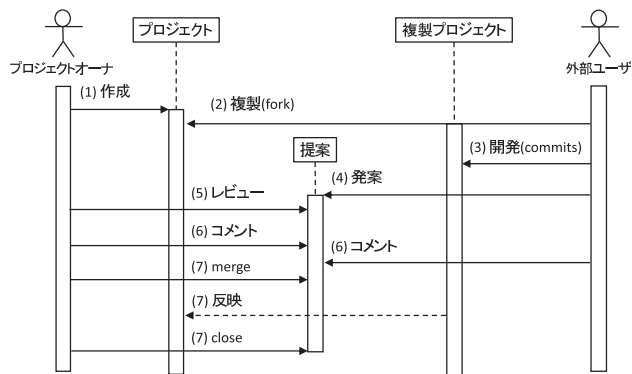 プロジェクト
複製プロジェクト
プロジェクトオーナ
外部ユーザ
(1) 作成
(2) 複製(fork)
提案
(3) 開発(commits)
(4) 発案
(5) レビュー
(6) コメント
(6) コメント
(7) merge
(7) 反映
(7) close